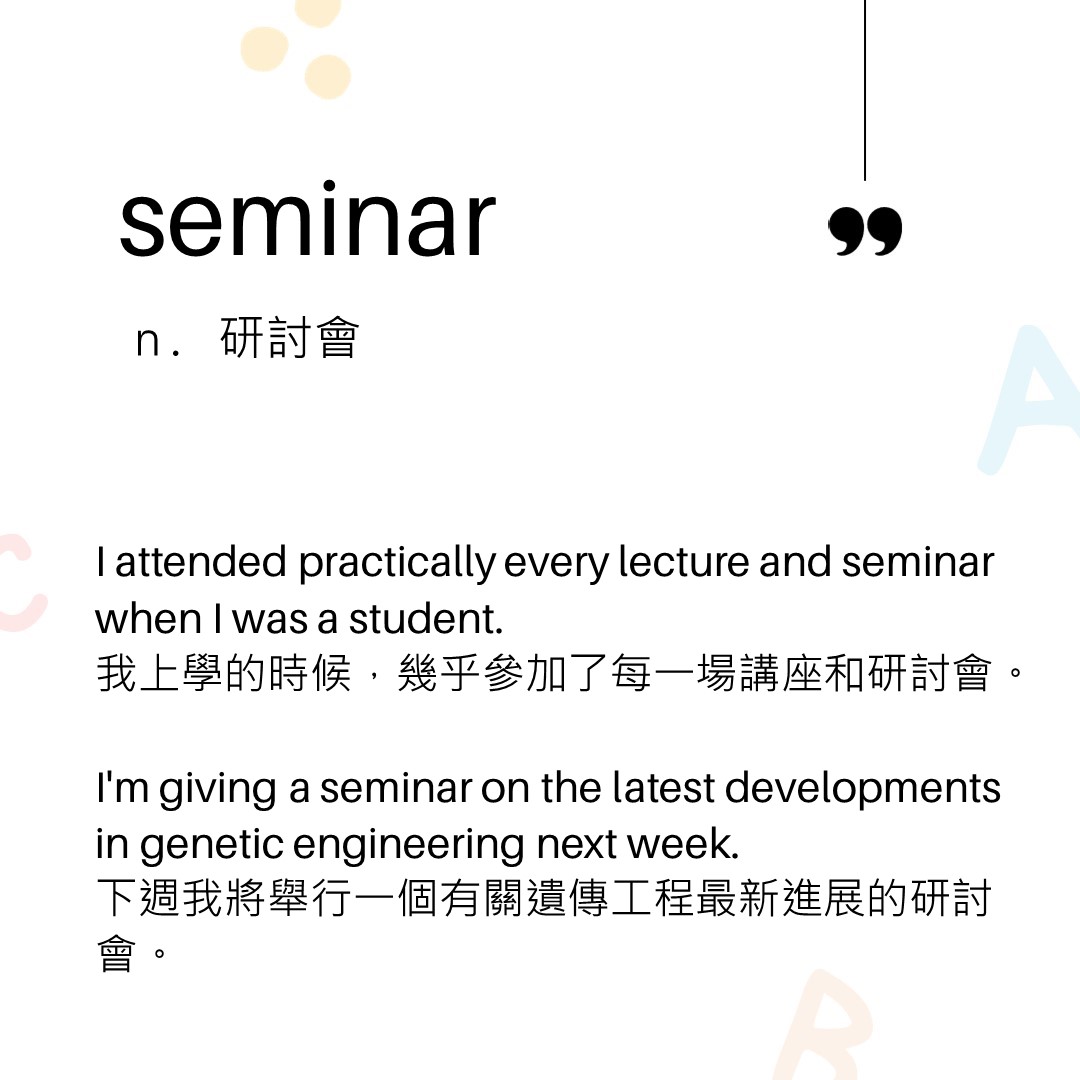 seminar
”
n. 研討會
A
C
I attended practically every lecture and seminar
when I was a student.
我上學的時候，幾乎參加了每一場講座和研討會。
I'm giving a seminar on the latest developments
in genetic engineering next week.
下週我將舉行一個有關遺傳工程最新進展的研討
會。
B